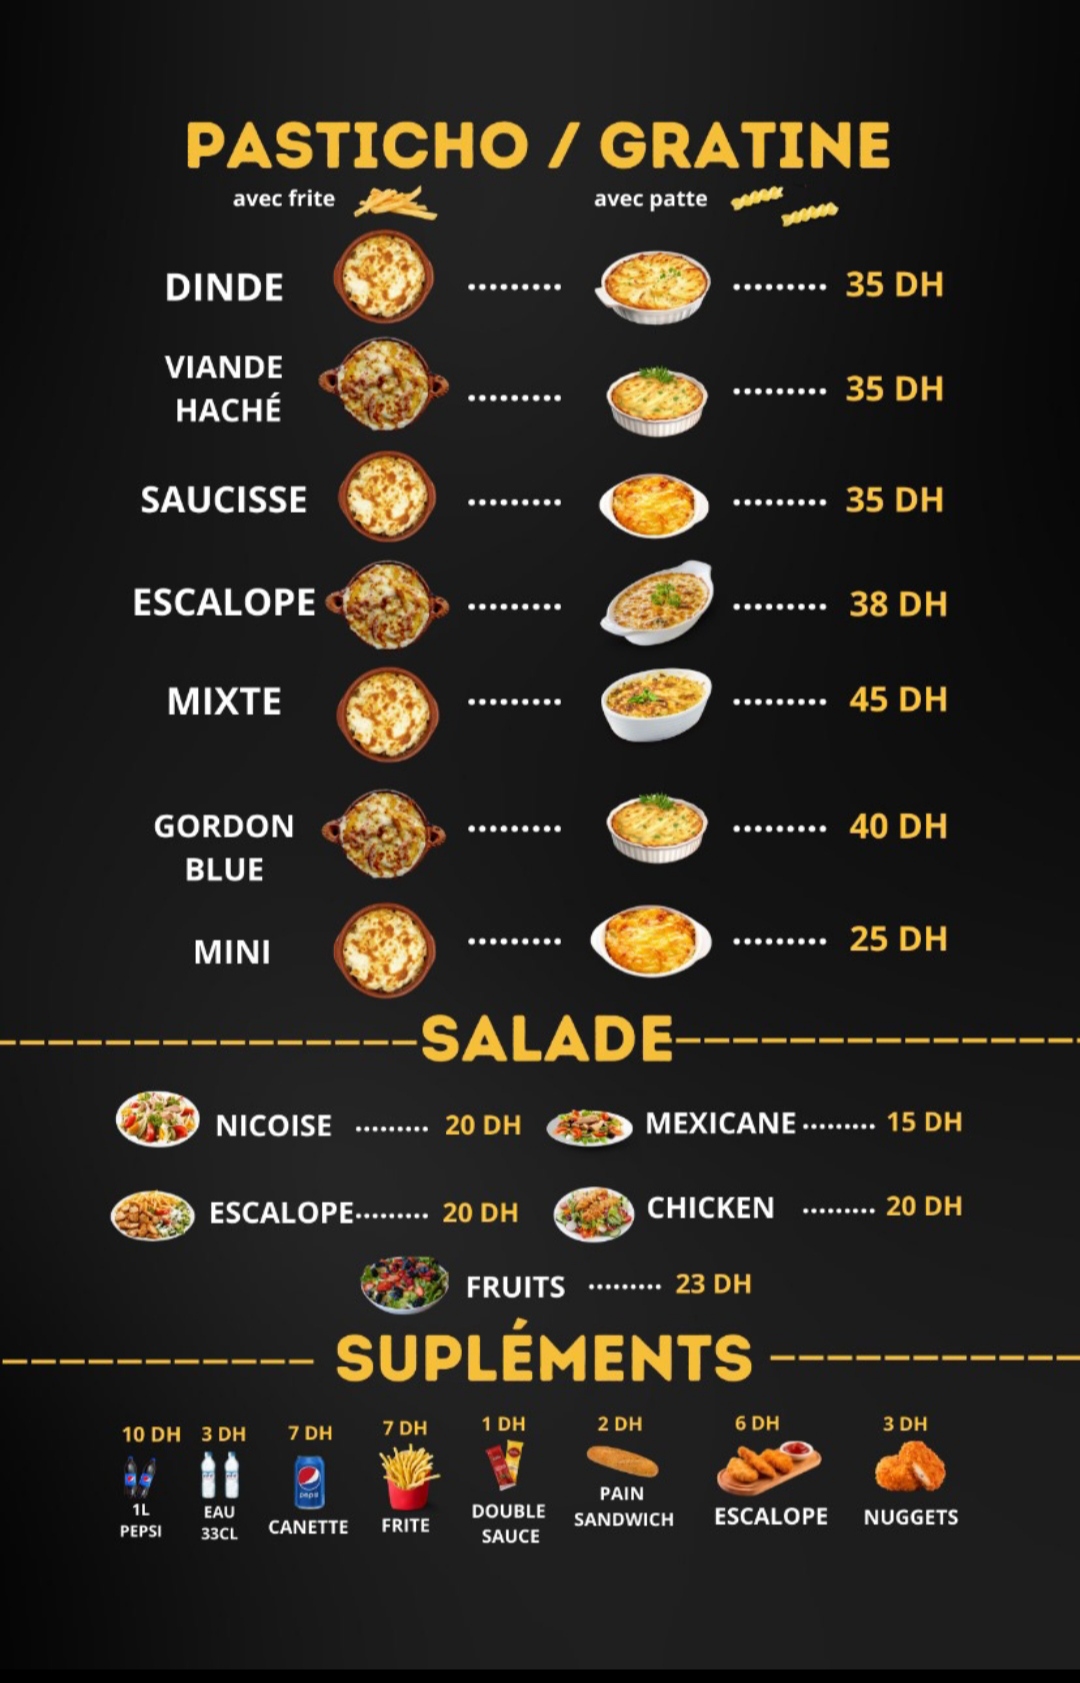 PASTICHO / GRATINE
avec frite avec patte
DINDE ......... ......... 35 DH
VIANDE
HACHÉ ......... ......... 35 DH
SAUCISSE ......... ......... 35 DH
ESCALOPE ......... ......... 38 DH
MIXTE ......... ......... 45 DH
GORDON
BLUE ......... ......... 40 DH
MINI ......... ......... 25 DH
SALADE
NICOISE ......... 20 DH MEXICANE ......... 15 DH
ESCALOPE ......... 20 DH CHICKEN ......... 20 DH
FRUITS ......... 23 DH
SUPLÉMENTS
10 DH 3 DH 7 DH 7 DH 1 DH 2 DH 6 DH 3 DH
1L
PEPSI
EAU
33CL
pepsi
CANETTE
FRITE
DOUBLE
SAUCE
PAIN
SANDWICH
ESCALOPE
NUGGETS